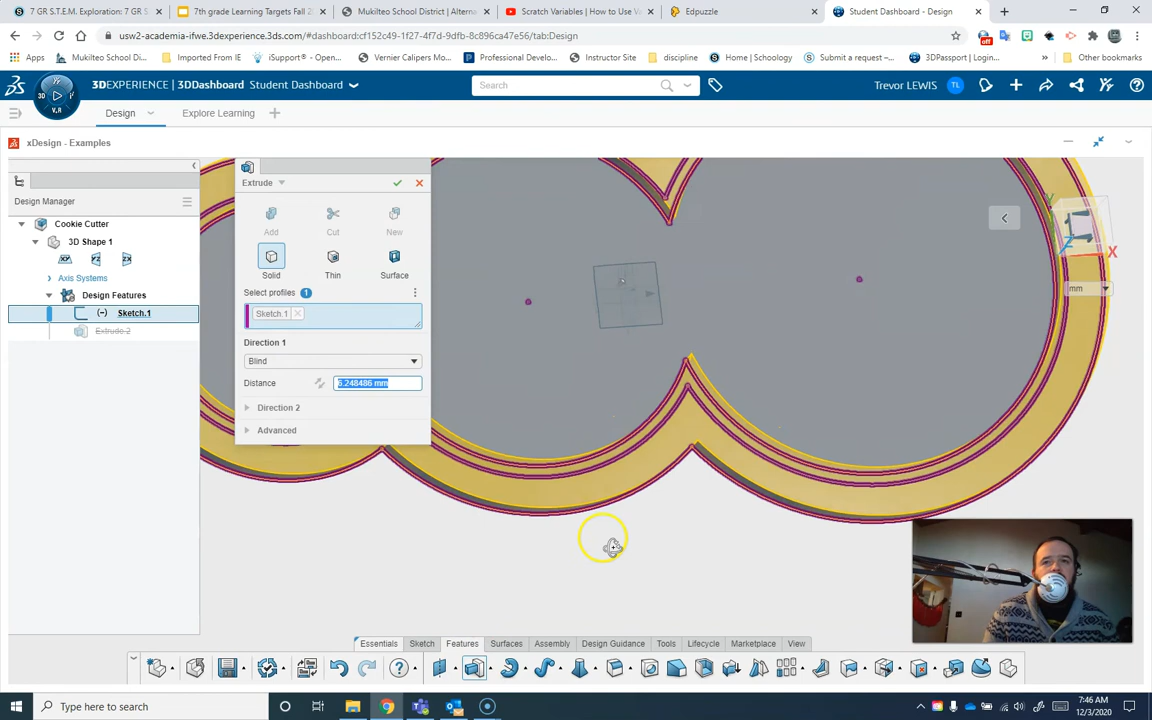 7 GR S.T.E.M. Exploration: 7 GR S
7th grade Learning Targets Fall 2
Mukilteo School District | Alterna
Scratch Variables | How to Use V
Edpuzzle
Student Dashboard - Design
usw2-academia-ifwe.3dexperience.3ds.com/#dashboard:cf152c49-1f27-4f7d-9dfb-6c165c2ca47e56/tab:Design
Apps
Mukilteo School Di...
Imported From IE
iSupport® - Open...
Vernier Calipers Mo...
Professional Develo...
Instructor Site
discipline
Home | Schoology
Submit a request –...
3DPassport | Login...
Other bookmarks
3D
V.R
3DEXPERIENCE | 3DDashboard Student Dashboard
Search
Trevor LEWIS
TL
Design
Explore Learning
xDesign - Examples
Design Manager
Cookie Cutter
3D Shape 1
XY
YZ
ZX
Axis Systems
Design Features
(-) Sketch.1
Extrude.2
Extrude
Add
Cut
New
Solid
Thin
Surface
Select profiles 1
Sketch.1
Direction 1
Blind
Distance
6.248486 mm
Direction 2
Advanced
Y
Z
X
mm
Essentials
Sketch
Features
Surfaces
Assembly
Design Guidance
Tools
Lifecycle
Marketplace
View
Type here to search
7:46 AM
12/3/2020